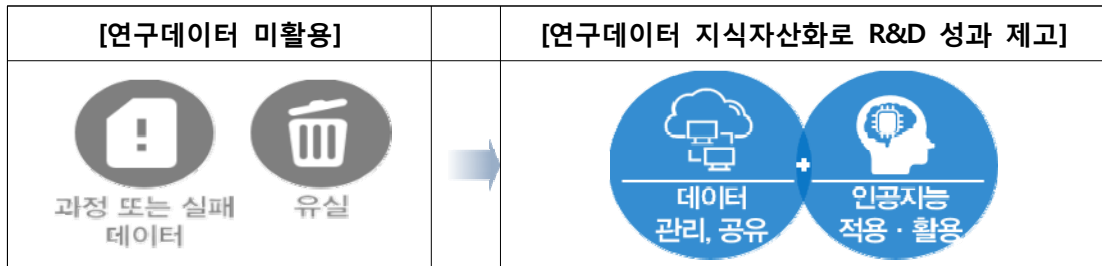 [연구데이터 미활용]
[연구데이터 지식자산화로 R&D 성과 제고]
과정 또는 실패
데이터
유실
데이터
관리, 공유
인공지능
적용 · 활용